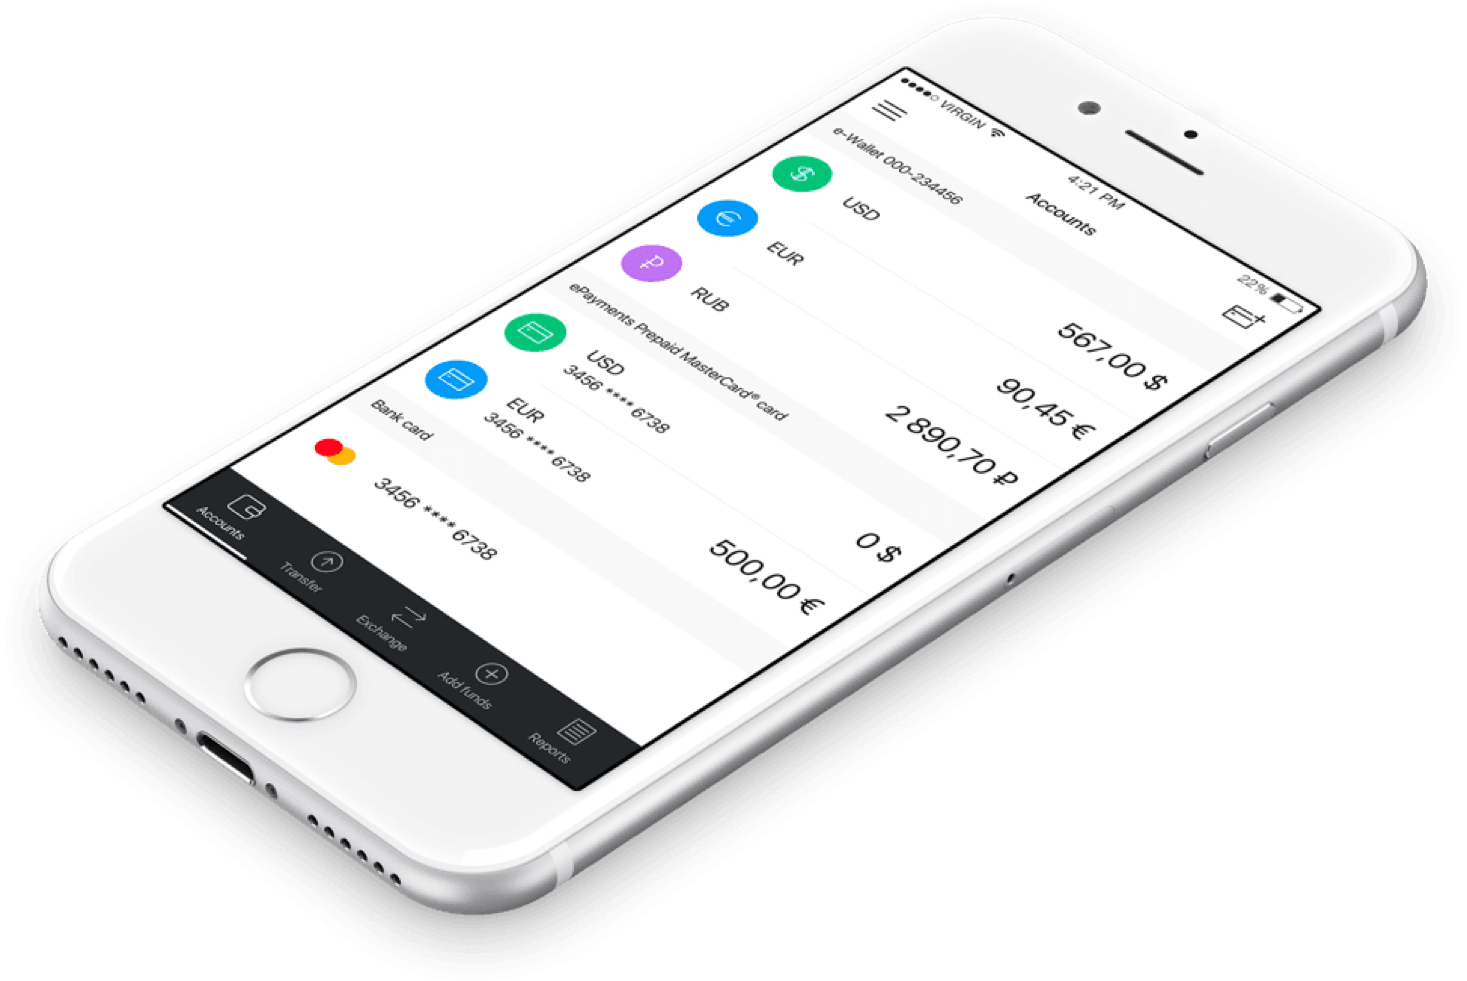 VIRGIN
4:21 PM
22%
Accounts
e-Wallet 000-234456
USD
567,00 $
EUR
90,45 €
RUB
2 890,70 ₽
ePayments Prepaid MasterCard® card
USD
3456 **** 6738
0 $
EUR
3456 **** 6738
500,00 €
Bank card
3456 **** 6738
Accounts
Transfer
Exchange
Add funds
Reports